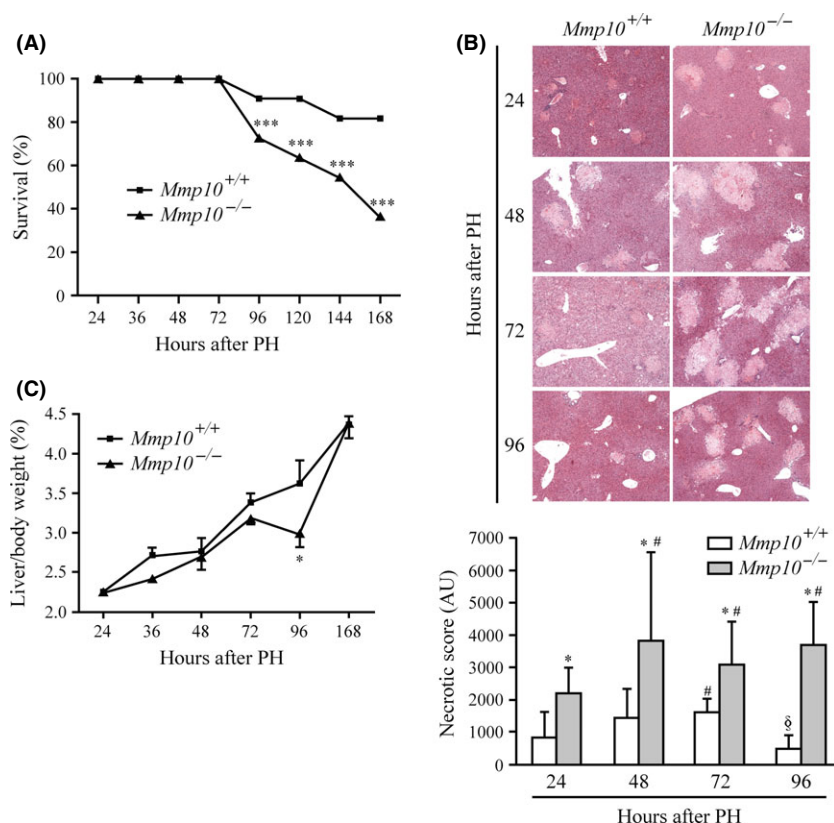 (A)
Survival (%)
100
80
60
40
20
0
***
***
***
***
Mmp10+/+
Mmp10−/−
24 36 48 72 96 120 144 168
Hours after PH
(B)
Mmp10+/+ Mmp10−/−
Hours after PH
24
48
72
96
(C)
Liver/body weight (%)
4.5
4.0
3.5
3.0
2.5
2.0
Mmp10+/+
Mmp10−/−
*
24 36 48 72 96 168
Hours after PH
Necrotic score (AU)
7000
6000
5000
4000
3000
2000
1000
0
Mmp10+/+
Mmp10−/−
*
* #
#
* #
§
* #
24 48 72 96
Hours after PH